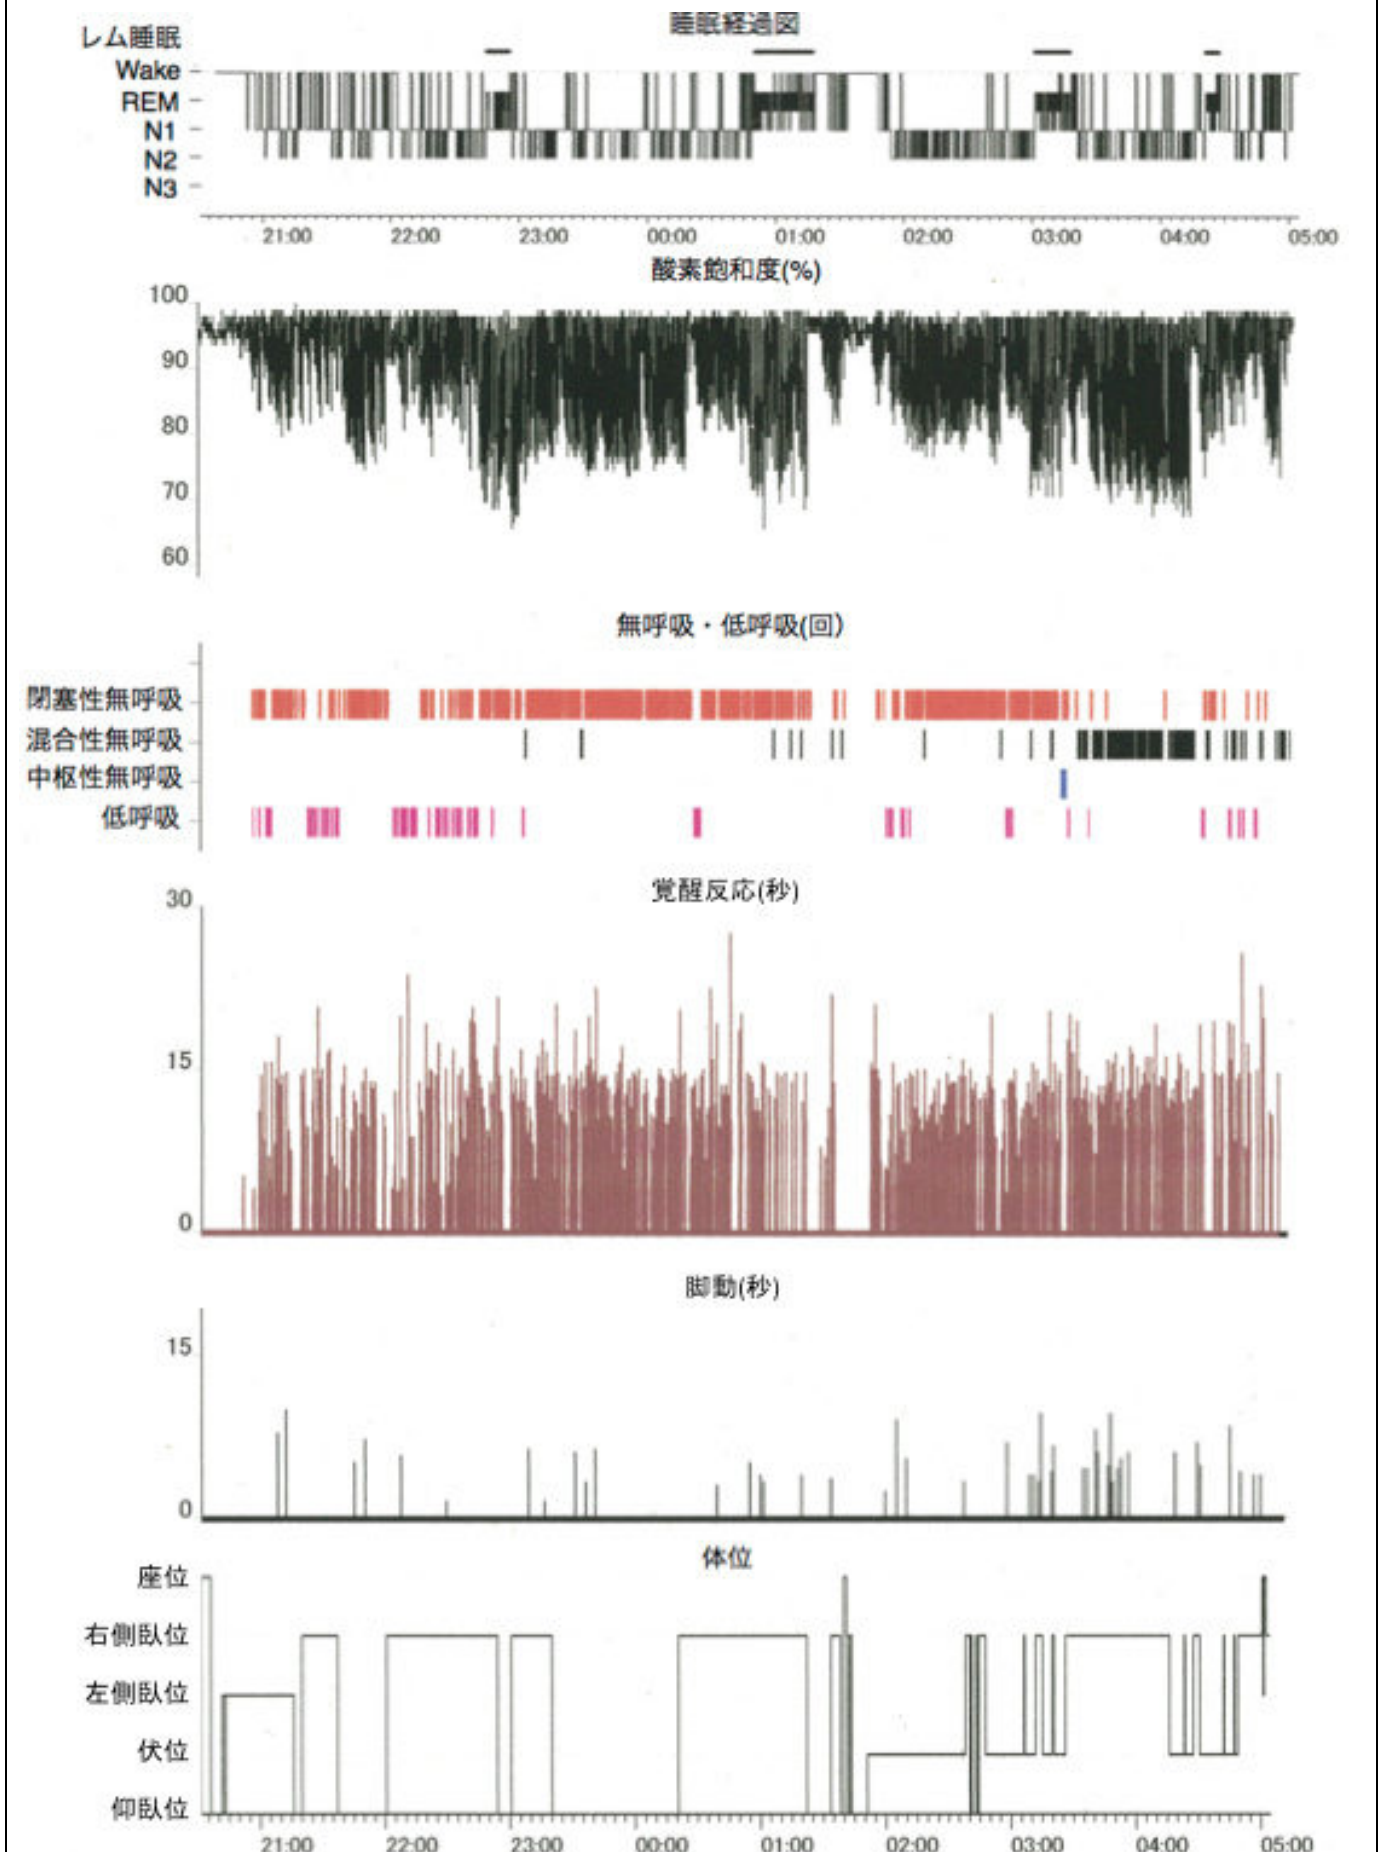 睡眠経過図
レム睡眠
Wake
REM
N1
N2
N3
21:00 22:00 23:00 00:00 01:00 02:00 03:00 04:00 05:00
酸素飽和度(%)
100
90
80
70
60
無呼吸・低呼吸(回)
閉塞性無呼吸
混合性無呼吸
中枢性無呼吸
低呼吸
覚醒反応(秒)
30
15
0
脚動(秒)
15
0
体位
座位
右側臥位
左側臥位
伏位
仰臥位
21:00 22:00 23:00 00:00 01:00 02:00 03:00 04:00 05:00